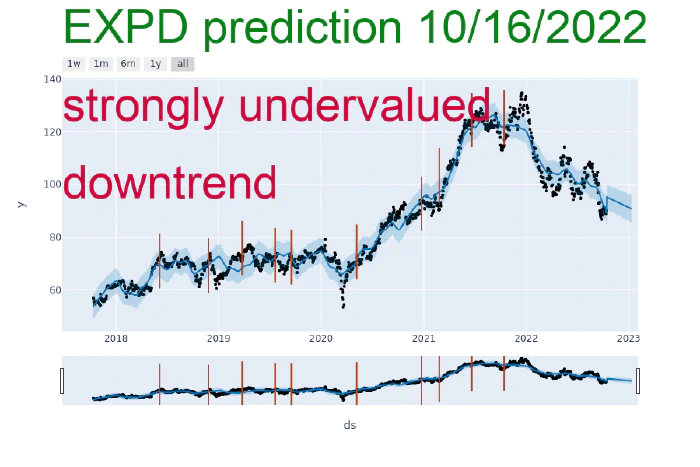 EXPD prediction 10/16/2022
1w 1m 6m 1y all
140
strongly undervalued
120
downtrend
100
y
80
60
2018 2019 2020 2021 2022 2023
ds